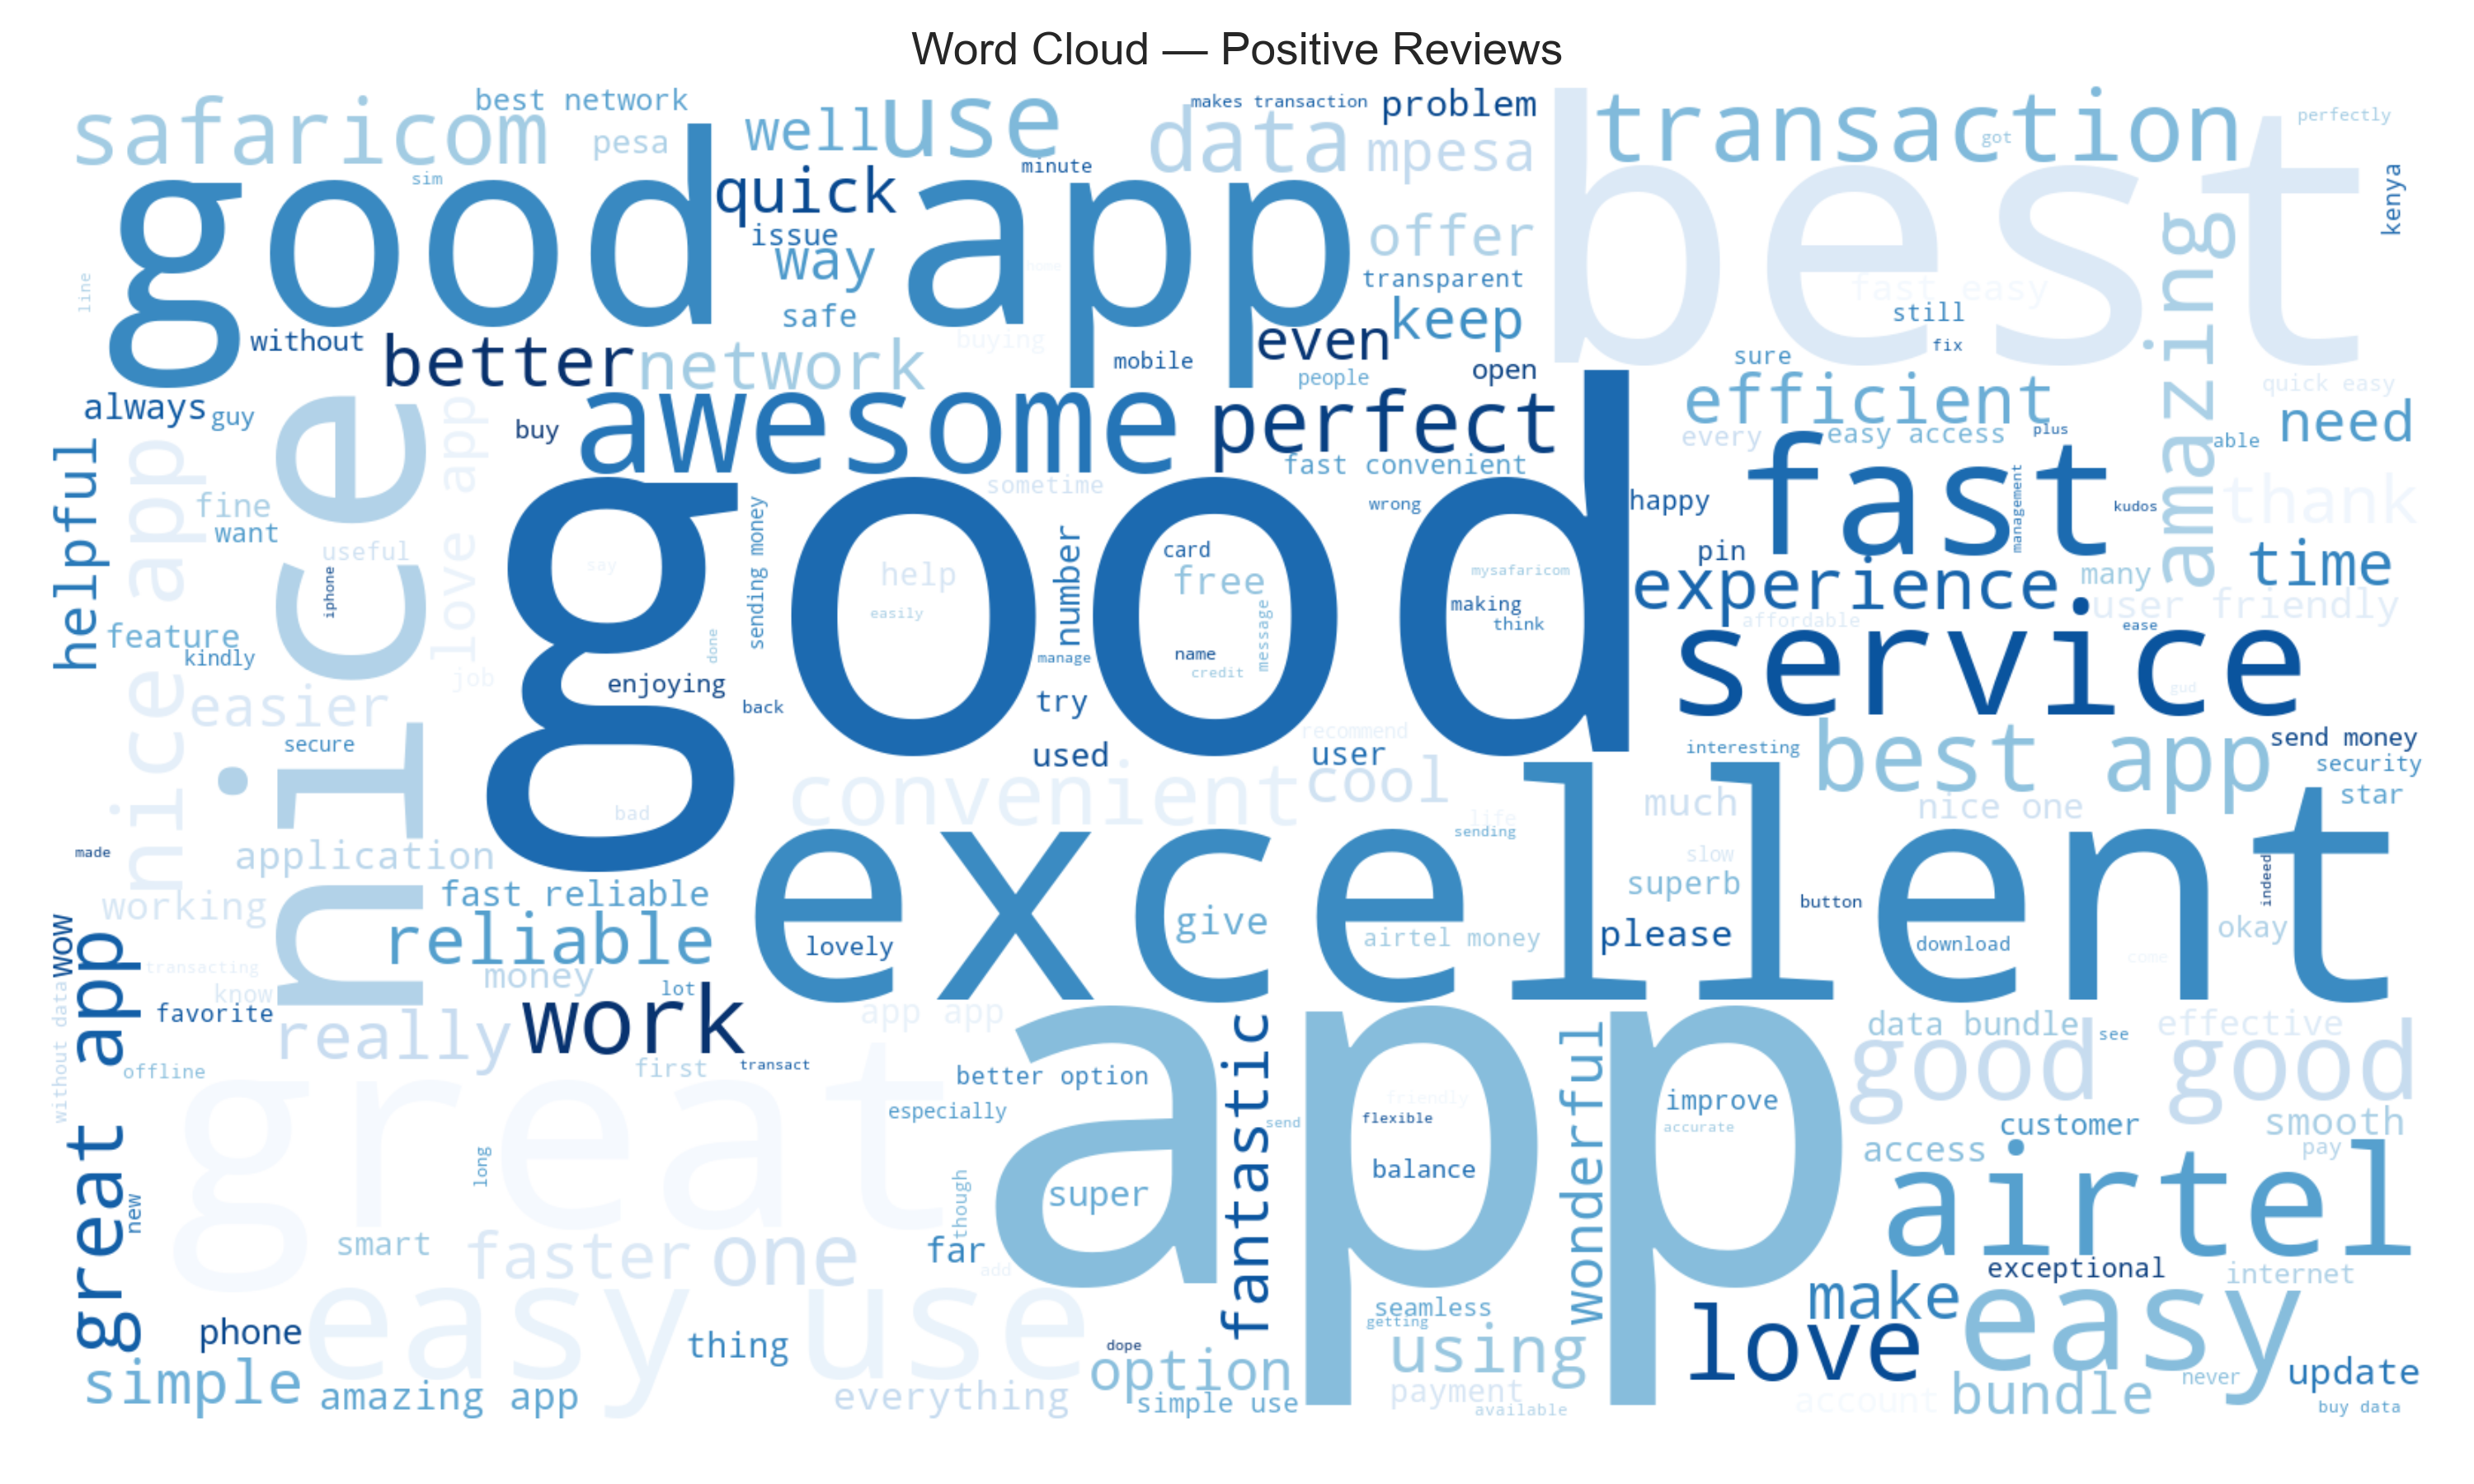 Word Cloud — Positive Reviews
safaricom
best network
pesa
sim
well
use
minute
makes transaction
problem
data
mpesa
transaction
got
perfectly
kenya
good app
quick
issue
way
safe
home
buying
offer
transparent
keep
best
fast easy
still
fix
sure
amazing
line
without
better
network
mobile
even
people
open
always
guy
buy
awesome
perfect
efficient
every
easy access
plus
able
quick easy
need
helpful
nice app
fine
want
useful
iphone
feature
kindly
nice
love app
job
easier
secure
good
sometime
fast convenient
wrong
say
sending money
done
help
easily
number
manage
card
free
message
name
credit
mysafaricom
making
think
enjoying
back
try
used
user
recommend
happy
fast
management
kudos
thank
pin
experience
many
time
user friendly
affordable
ease
service
gud
interesting
best app
send money
security
star
bad
convenient
cool
life
sending
much
nice one
made
application
working
fast reliable
reliable
money
lot
excellent
lovely
give
airtel money
slow
superb
please
button
download
come
indeed
okay
wow
great app
transacting
know
without data
favorite
really
work
first
transact
offline
app app
better option
especially
great
long
new
though
send
app
super
fantastic
friendly
flexible
balance
wonderful
improve
accurate
data bundle
see
effective
good good
customer
smooth
access
pay
airtel
smart
faster
one
far
add
exceptional
internet
phone
easy use
thing
simple
amazing app
everything
dope
option
simple use
seamless
getting
using
payment
available
make
love
easy
account
bundle
never
update
buy data